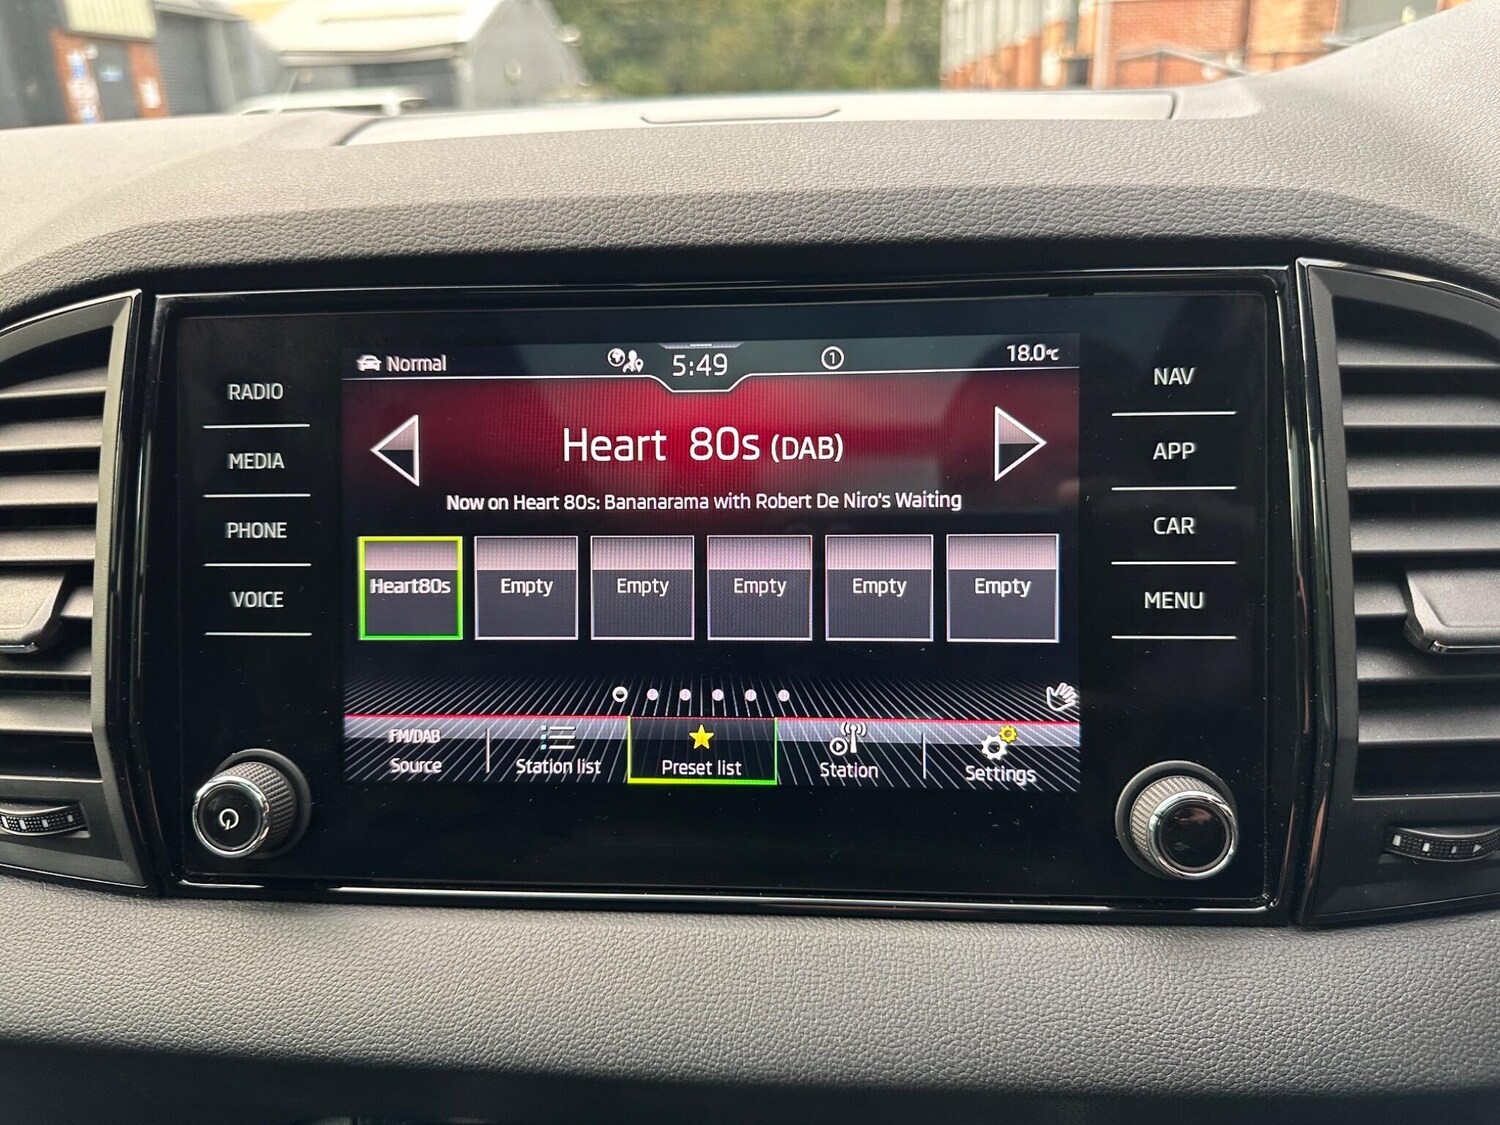 Normal
5:49
1
18.0°c
RADIO
MEDIA
PHONE
VOICE
Heart 80s (DAB)
Now on Heart 80s: Bananarama with Robert De Niro's Waiting
Heart80s
Empty
Empty
Empty
Empty
Empty
FM/DAB
Source
Station list
Preset list
Station
Settings
NAV
APP
CAR
MENU